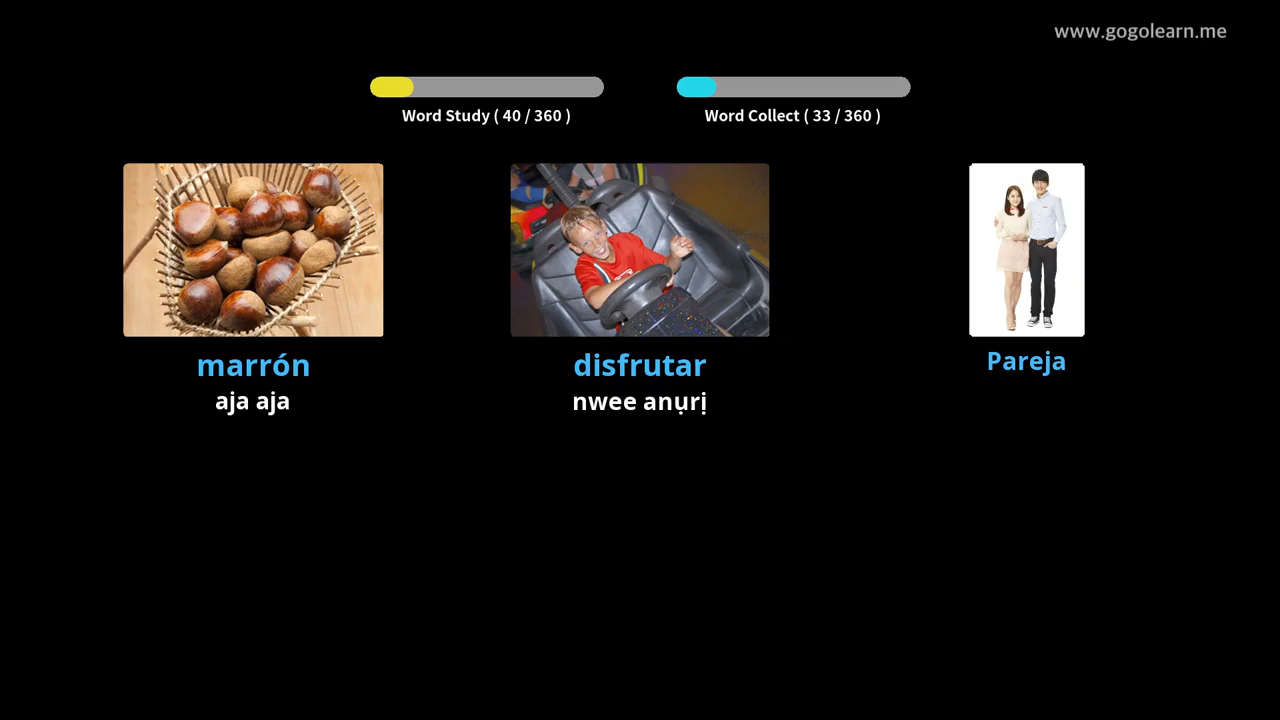 www.gogolearn.me
Word Study ( 40 / 360 )
Word Collect ( 33 / 360 )
marrón
aja aja
disfrutar
nwee anụrị
Pareja